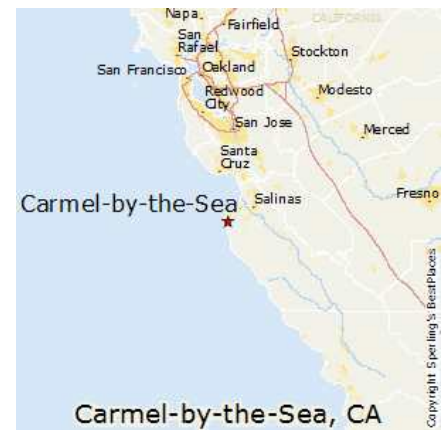 CALIFORNIA
Napa
Fairfield
San
Rafael
Stockton
Oakland
San Francisco
Redwood
City
Modesto
San Jose
Merced
Santa
Cruz
Salinas
Fresno
Carmel-by-the-Sea
Copyright Sperling's BestPlaces
Carmel-by-the-Sea, CA